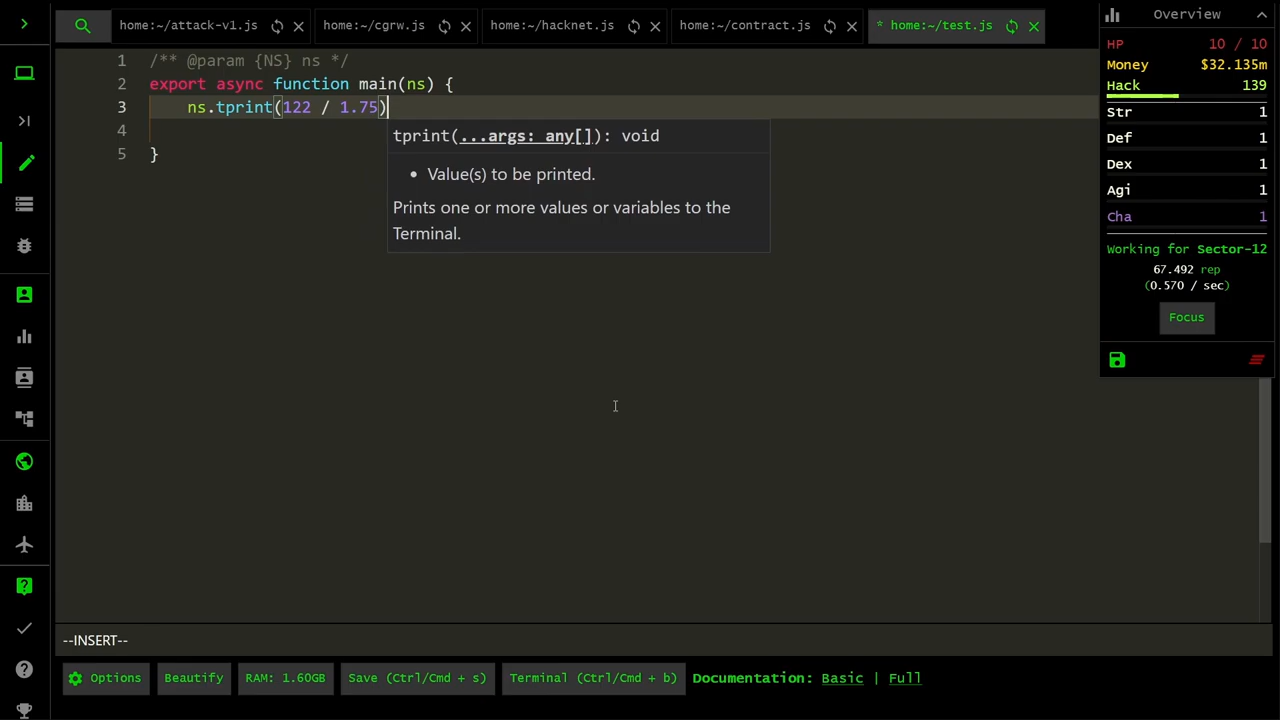 home:~/attack-v1.js
home:~/cgrw.js
home:~/hacknet.js
home:~/contract.js
* home:~/test.js
1 /** @param {NS} ns */
2 export async function main(ns) {
3 ns.tprint(122 / 1.75)
4
5 }
tprint(...args: any[]): void
• Value(s) to be printed.
Prints one or more values or variables to the
Terminal.
Overview
HP 10 / 10
Money $32.135m
Hack 139
Str 1
Def 1
Dex 1
Agi 1
Cha 1
Working for Sector-12
67.492 rep
(0.570 / sec)
Focus
--INSERT--
Options
Beautify
RAM: 1.60GB
Save (Ctrl/Cmd + s)
Terminal (Ctrl/Cmd + b)
Documentation: Basic | Full